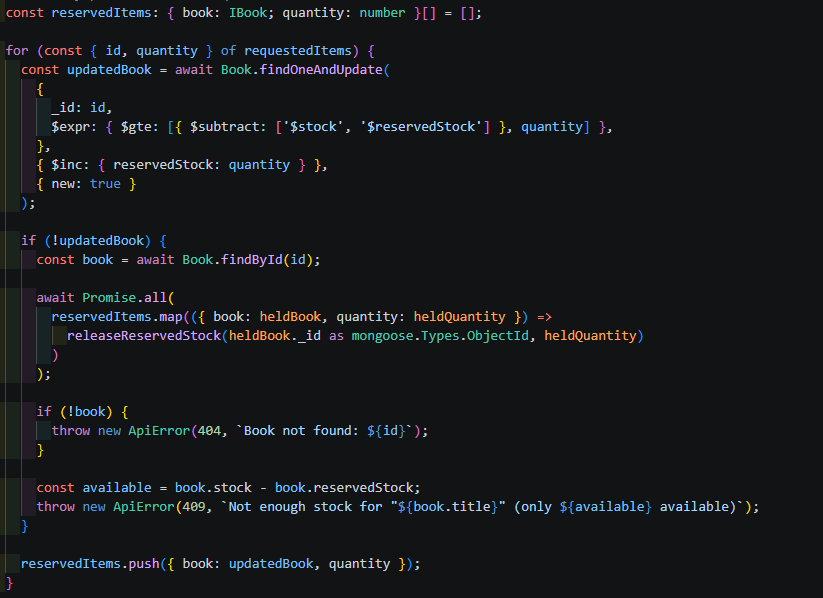 const reservedItems: { book: IBook; quantity: number }[] = [];
for (const { id, quantity } of requestedItems) {
const updatedBook = await Book.findOneAndUpdate(
{
_id: id,
$expr: { $gte: [{ $subtract: ['$stock', '$reservedStock'] }, quantity] },
},
{ $inc: { reservedStock: quantity } },
{ new: true }
);
if (!updatedBook) {
const book = await Book.findById(id);
await Promise.all(
reservedItems.map(({ book: heldBook, quantity: heldQuantity }) =>
releaseReservedStock(heldBook._id as mongoose.Types.ObjectId, heldQuantity)
)
);
if (!book) {
throw new ApiError(404, `Book not found: ${id}`);
}
const available = book.stock - book.reservedStock;
throw new ApiError(409, `Not enough stock for "${book.title}" (only ${available} available)`);
}
reservedItems.push({ book: updatedBook, quantity });
}